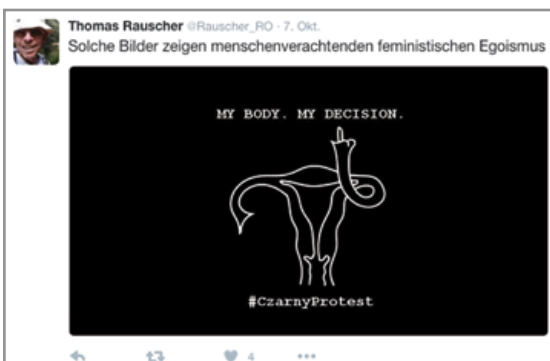 Thomas Rauscher @Rauscher_RO · 7. Okt.
Solche Bilder zeigen menschenverachtenden feministischen Egoismus
MY BODY. MY DECISION.
#CzarnyProtest
4